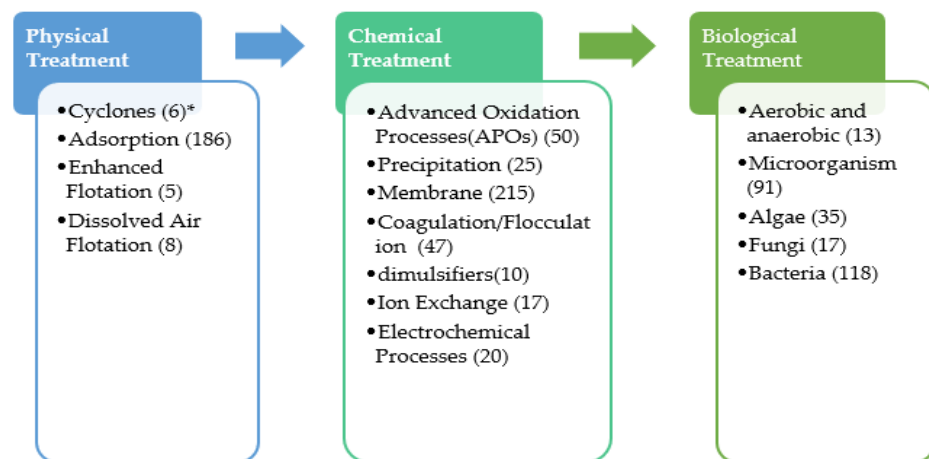 Physical
Treatment
•Cyclones (6)*
•Adsorption (186)
•Enhanced
Flotation (5)
•Dissolved Air
Flotation (8)
Chemical
Treatment
•Advanced Oxidation
Processes(APOs) (50)
•Precipitation (25)
•Membrane (215)
•Coagulation/Flocculat
ion (47)
•dimulsifiers(10)
•Ion Exchange (17)
•Electrochemical
Processes (20)
Biological
Treatment
•Aerobic and
anaerobic (13)
•Microorganism
(91)
•Algae (35)
•Fungi (17)
•Bacteria (118)